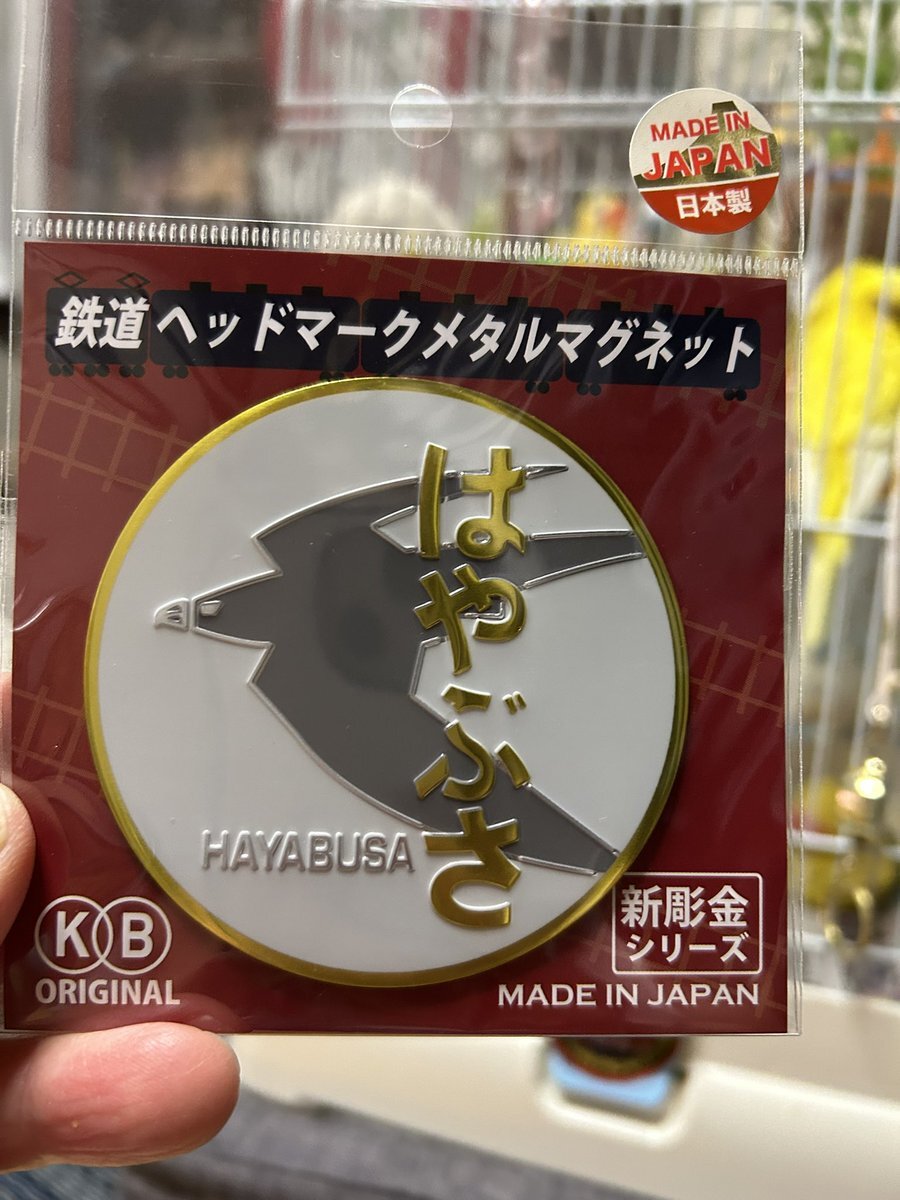 MADE IN
JAPAN
日本製
鉄道ヘッドマークメタルマグネット
はやぶさ
HAYABUSA
KB
ORIGINAL
新彫金
シリーズ
MADE IN JAPAN